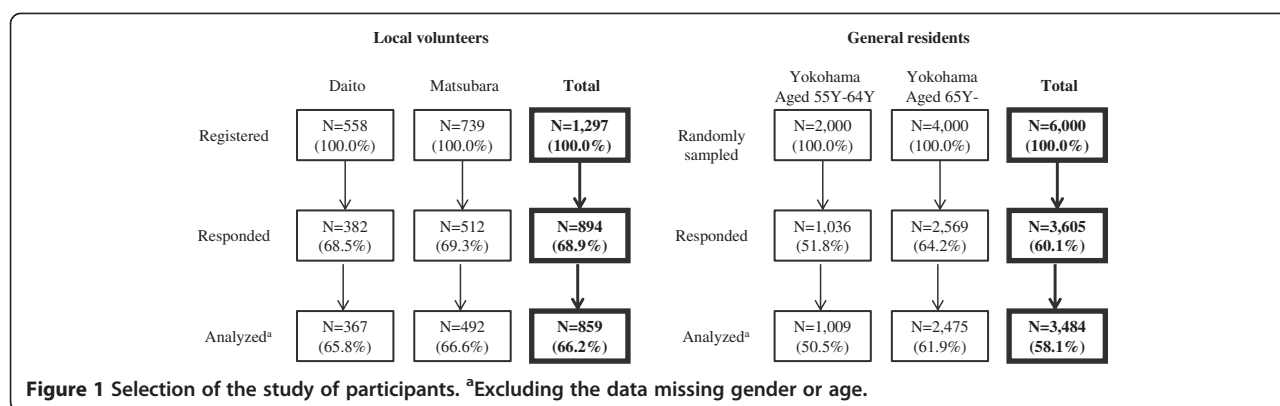 Local volunteers
General residents
Daito
Matsubara
Total
Yokohama
Aged 55Y-64Y
Yokohama
Aged 65Y-
Total
Registered
N=558
(100.0%)
N=739
(100.0%)
N=1,297
(100.0%)
Randomly
sampled
N=2,000
(100.0%)
N=4,000
(100.0%)
N=6,000
(100.0%)
Responded
N=382
(68.5%)
N=512
(69.3%)
N=894
(68.9%)
Responded
N=1,036
(51.8%)
N=2,569
(64.2%)
N=3,605
(60.1%)
Analyzedª
N=367
(65.8%)
N=492
(66.6%)
N=859
(66.2%)
Analyzedª
N=1,009
(50.5%)
N=2,475
(61.9%)
N=3,484
(58.1%)
Figure 1 Selection of the study of participants. ªExcluding the data missing gender or age.